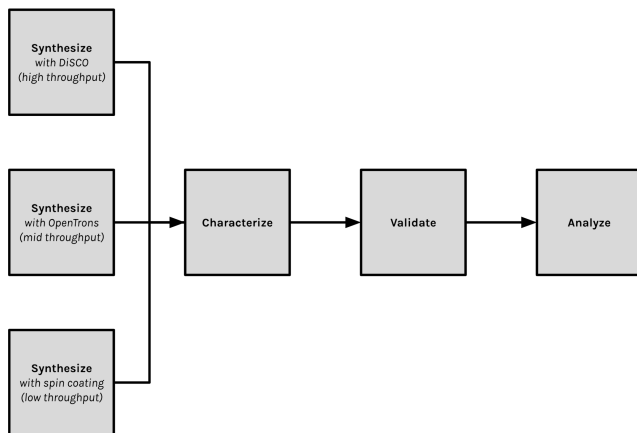 Synthesize
with DiSCO
(high throughput)
Synthesize
with OpenTrons
(mid throughput)
Characterize
Validate
Analyze
Synthesize
with spin coating
(low throughput)